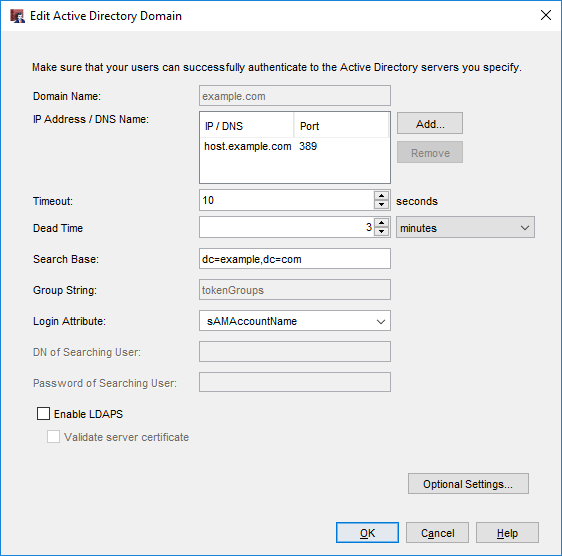 Edit Active Directory Domain
Make sure that your users can successfully authenticate to the Active Directory servers you specify.
Domain Name: example.com
IP Address / DNS Name: IP / DNS Port Add...
host.example.com 389 Remove
Timeout: 10 seconds
Dead Time 3 minutes
Search Base: dc=example,dc=com
Group String: tokenGroups
Login Attribute: sAMAccountName
DN of Searching User:
Password of Searching User:
Enable LDAPS
Validate server certificate
Optional Settings...
OK Cancel Help